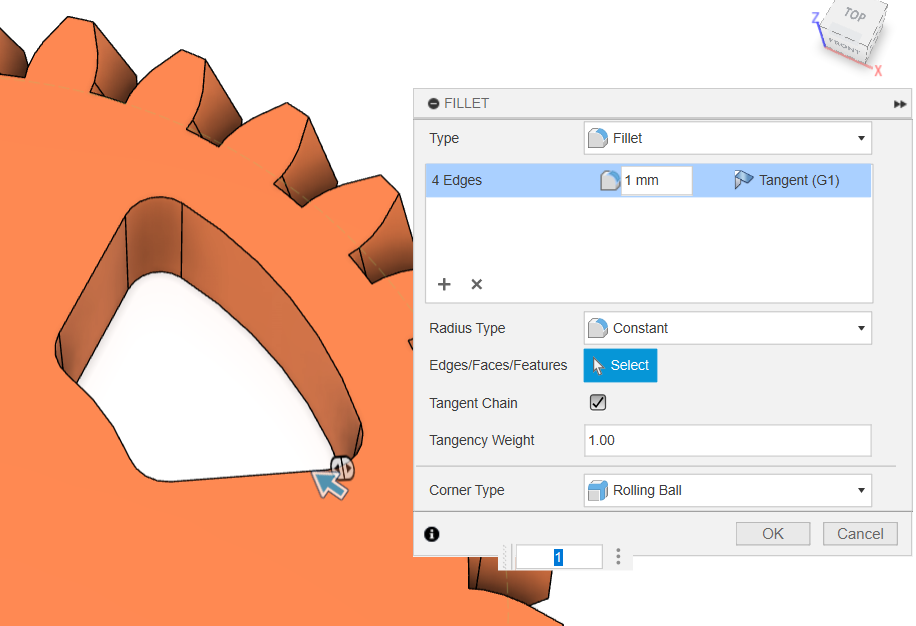 TOP
FRONT
Z
X
FILLET
Type Fillet
4 Edges 1 mm Tangent (G1)
Radius Type Constant
Edges/Faces/Features Select
Tangent Chain
Tangency Weight 1.00
Corner Type Rolling Ball
OK Cancel
1